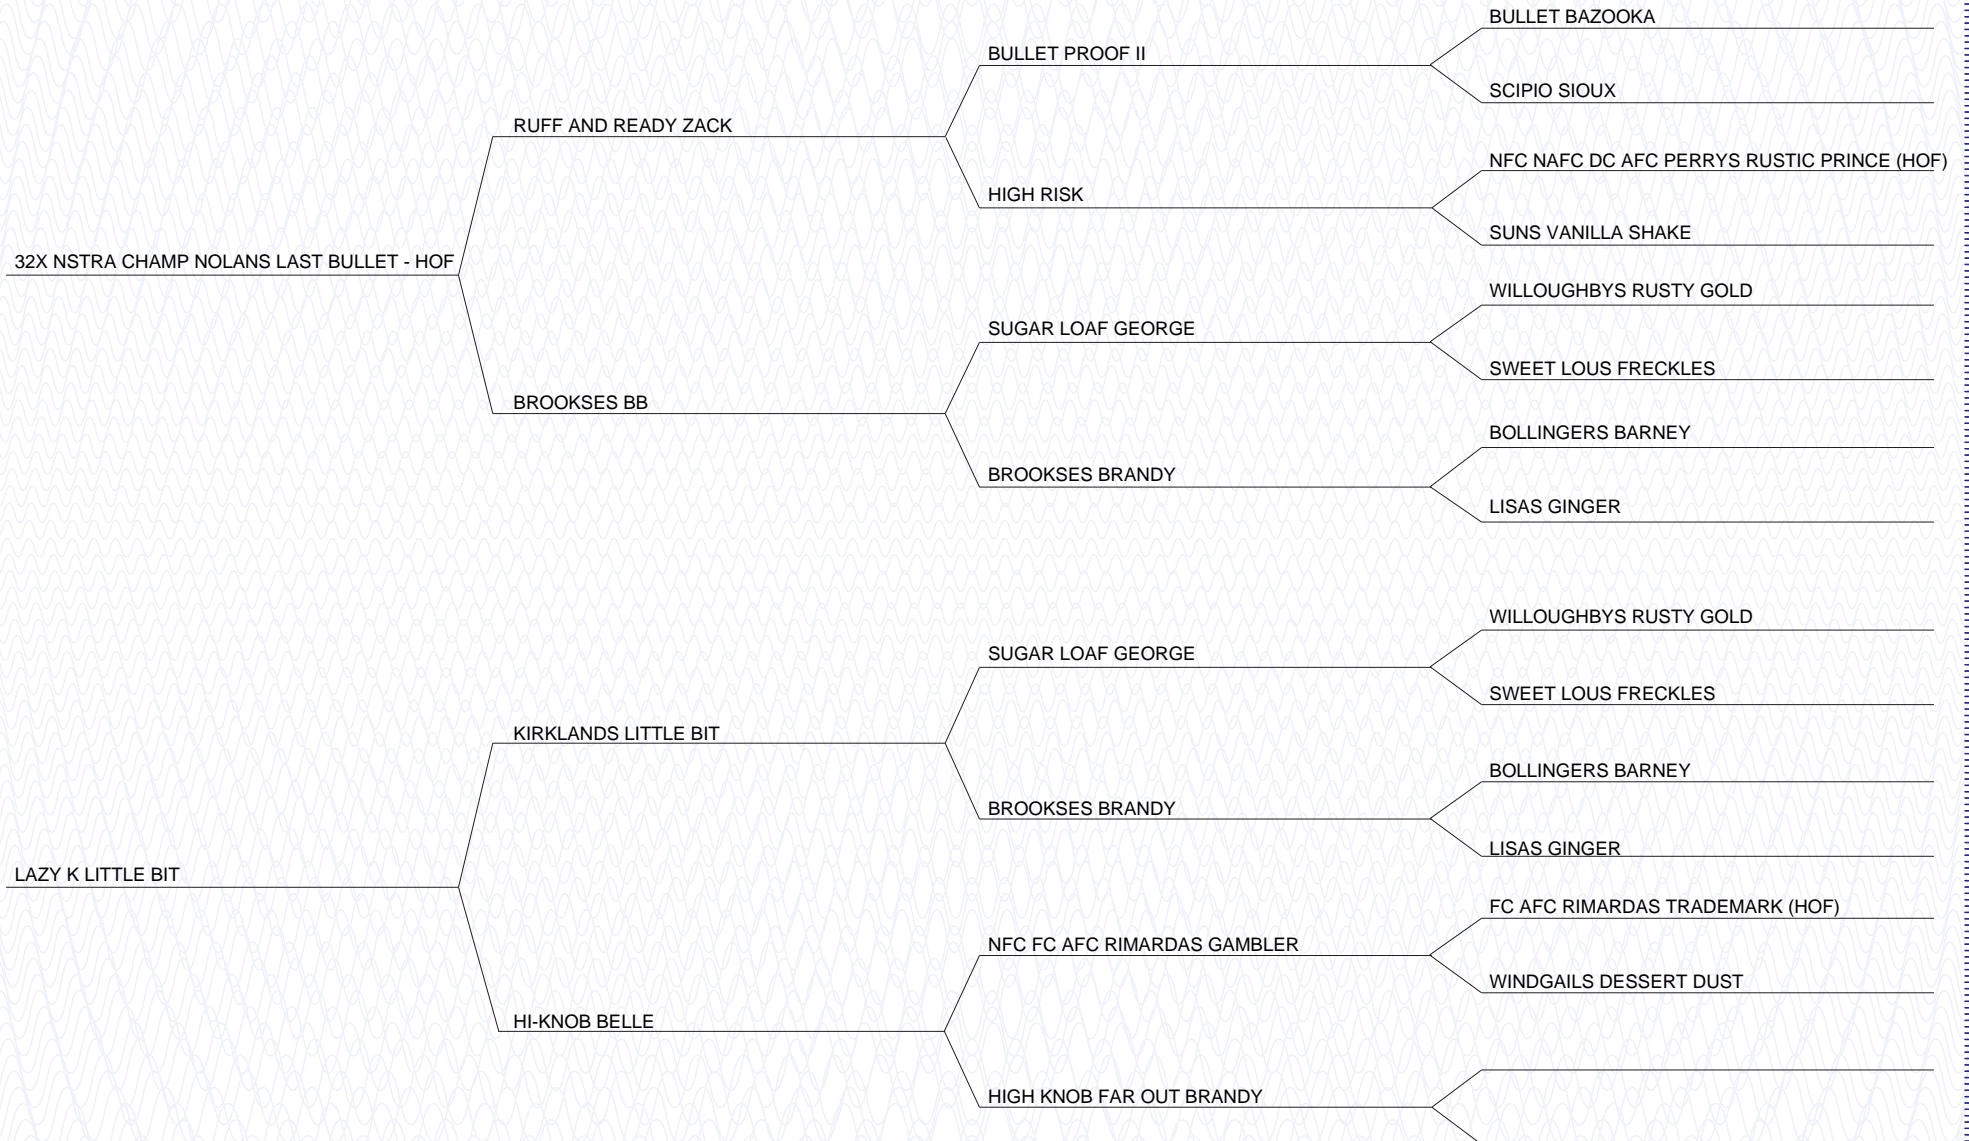 BULLET BAZOOKA
BULLET PROOF II
SCIPIO SIOUX
RUFF AND READY ZACK
NFC NAFC DC AFC PERRYS RUSTIC PRINCE (HOF)
HIGH RISK
SUNS VANILLA SHAKE
32X NSTRA CHAMP NOLANS LAST BULLET - HOF
WILLOUGHBYS RUSTY GOLD
SUGAR LOAF GEORGE
SWEET LOUS FRECKLES
BROOKSES BB
BOLLINGERS BARNEY
BROOKSES BRANDY
LISAS GINGER
WILLOUGHBYS RUSTY GOLD
SUGAR LOAF GEORGE
SWEET LOUS FRECKLES
KIRKLANDS LITTLE BIT
BOLLINGERS BARNEY
BROOKSES BRANDY
LISAS GINGER
LAZY K LITTLE BIT
FC AFC RIMARDAS TRADEMARK (HOF)
NFC FC AFC RIMARDAS GAMBLER
WINDGAILS DESSERT DUST
HI-KNOB BELLE
HIGH KNOB FAR OUT BRANDY